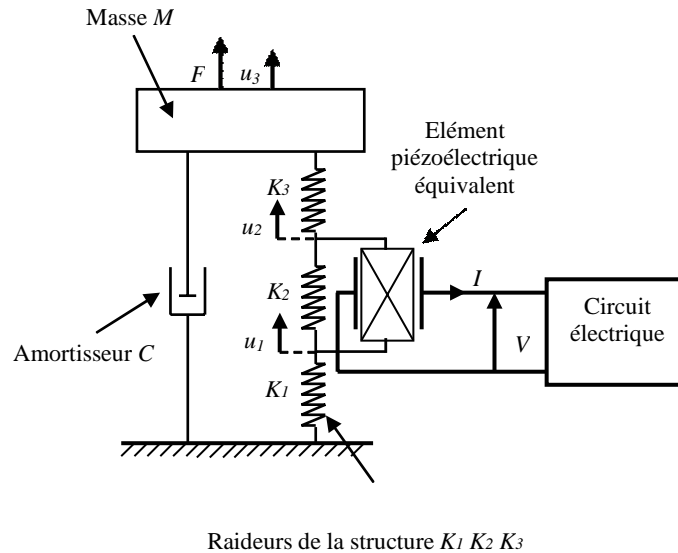 Masse M
F
u3
Elément
piézoélectrique
équivalent
K3
u2
I
K2
Circuit
électrique
u1
V
Amortisseur C
K1
Raideurs de la structure K1 K2 K3